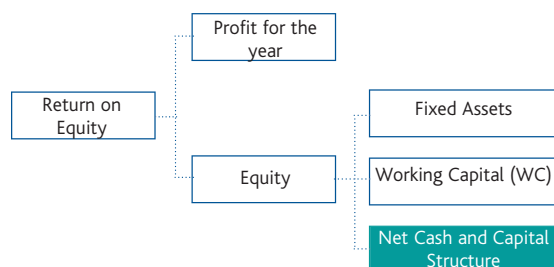 Profit for the
year
Return on
Equity
Fixed Assets
Equity
Working Capital (WC)
Net Cash and Capital
Structure